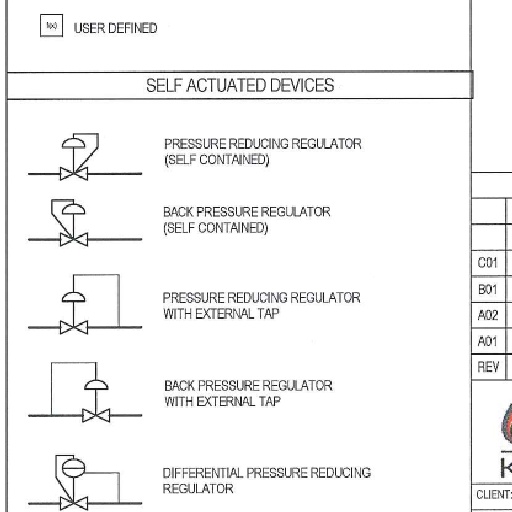 f(x) USER DEFINED
SELF ACTUATED DEVICES
PRESSURE REDUCING REGULATOR
(SELF CONTAINED)
BACK PRESSURE REGULATOR
(SELF CONTAINED)
PRESSURE REDUCING REGULATOR
WITH EXTERNAL TAP
BACK PRESSURE REGULATOR
WITH EXTERNAL TAP
DIFFERENTIAL PRESSURE REDUCING
REGULATOR
C01
B01
A02
A01
REV
K
CLIENT: